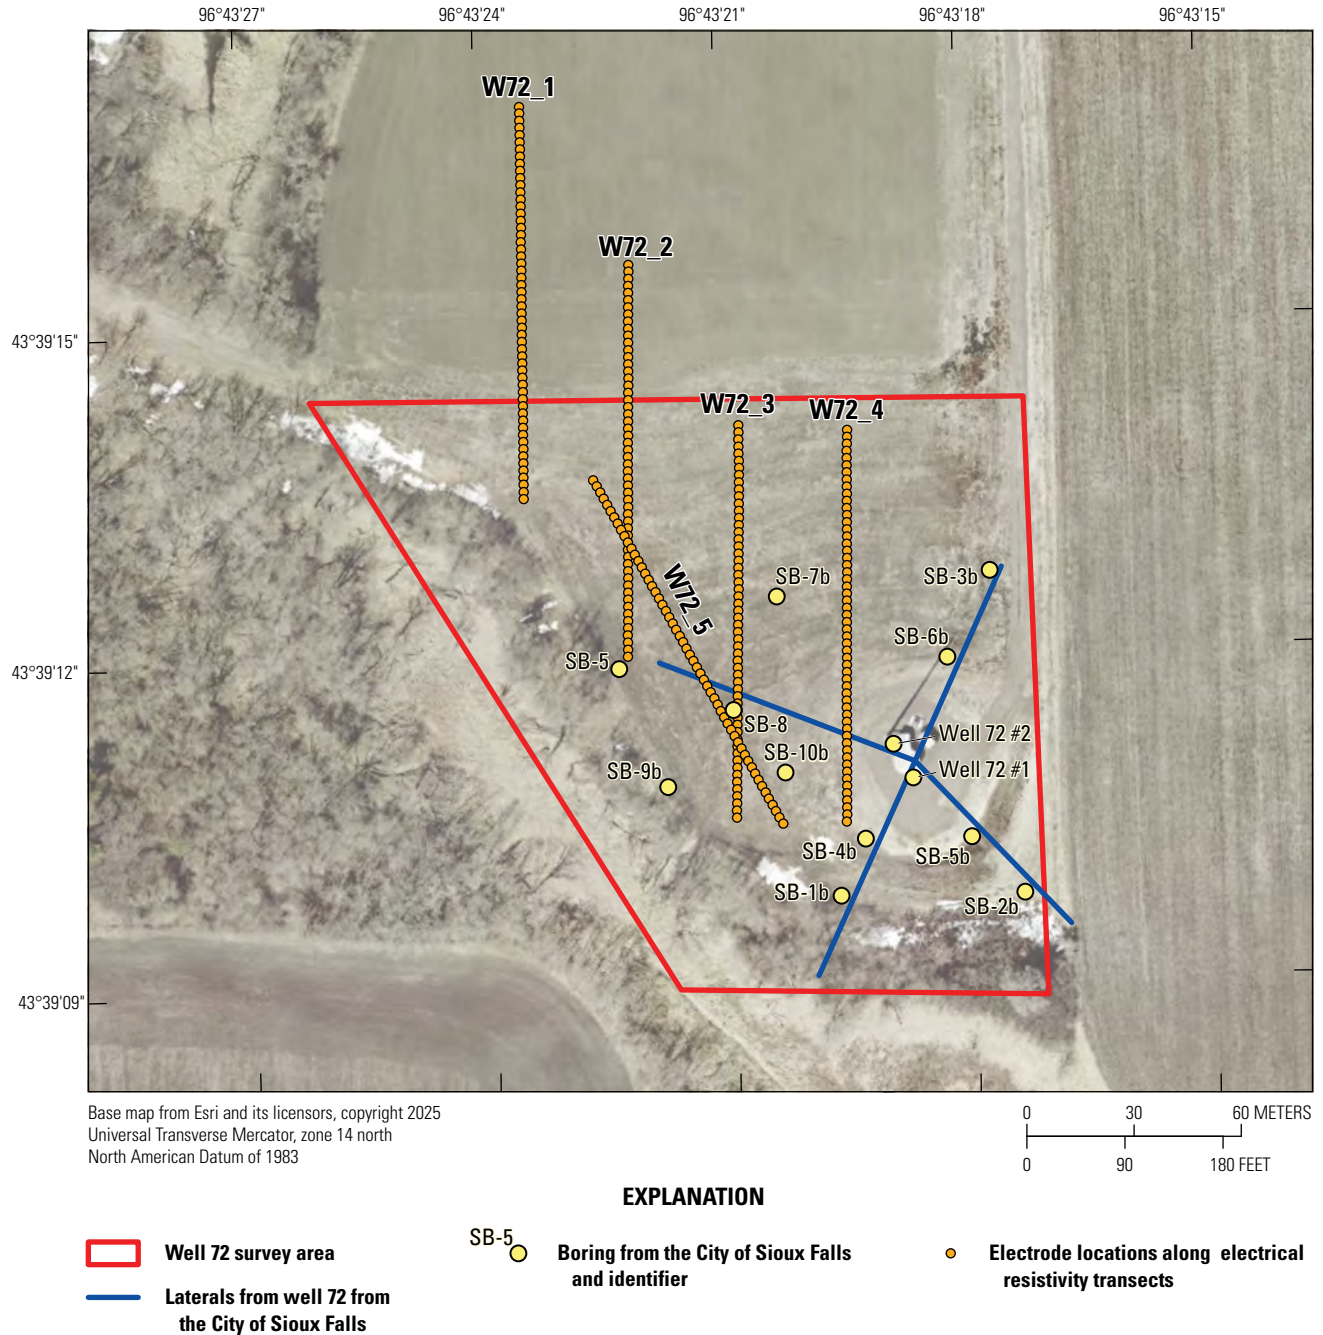 96°43'27" 96°43'24" 96°43'21" 96°43'18" 96°43'15"
W72_1
W72_2
43°39'15"
W72_3 W72_4
W72_5
SB-7b
SB-3b
SB-6b
SB-5
43°39'12"
SB-8
Well 72 #2
SB-10b
Well 72 #1
SB-9b
SB-4b
SB-5b
SB-1b
SB-2b
43°39'09"
Base map from Esri and its licensors, copyright 2025
Universal Transverse Mercator, zone 14 north
North American Datum of 1983
0 30 60 METERS
0 90 180 FEET
EXPLANATION
Well 72 survey area
Laterals from well 72 from
the City of Sioux Falls
SB-5
Boring from the City of Sioux Falls
and identifier
Electrode locations along electrical
resistivity transects